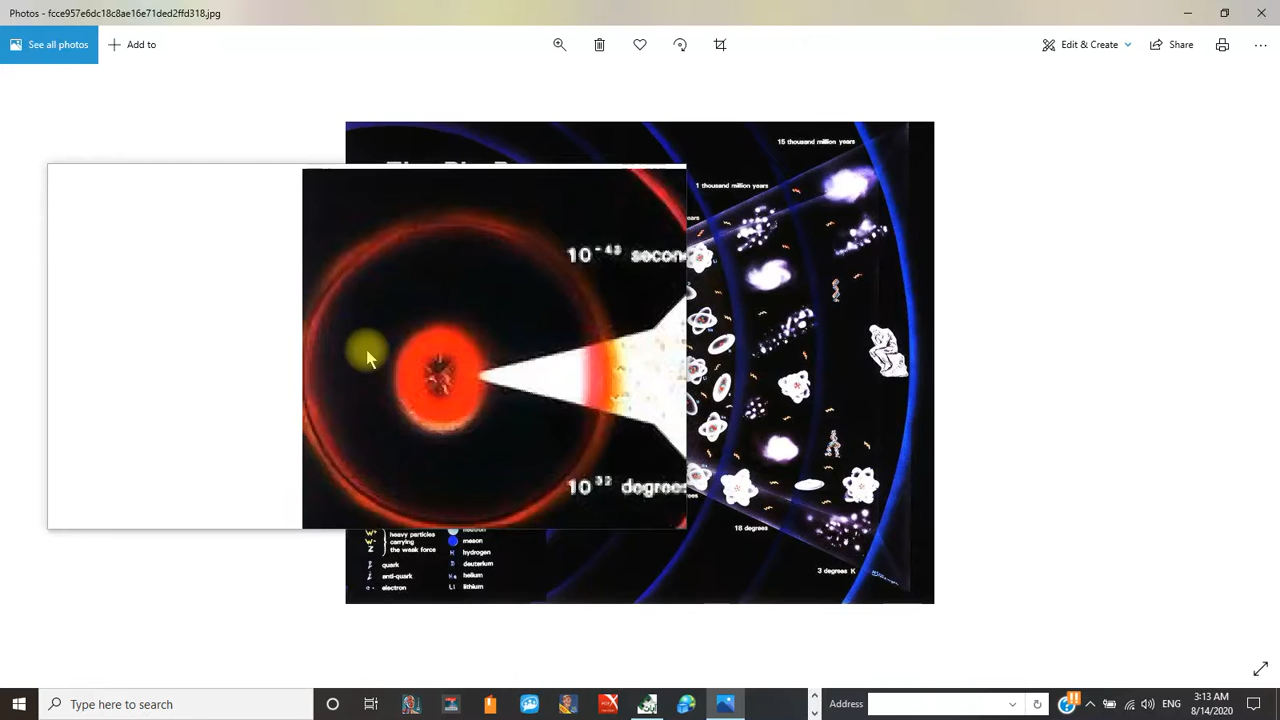 Photos - fcce957e6dc18c8ae16e71ded2ffd318.jpg
See all photos
Add to
Edit & Create
Share
15 thousand million years
1 thousand million years
10⁻⁴³ second
10³² degrees
18 degrees
3 degrees K
heavy particles
carrying
the weak force
quark
anti-quark
electron
neutron
meson
hydrogen
deuterium
helium
lithium
Type here to search
Address
ENG
3:13 AM
8/14/2020